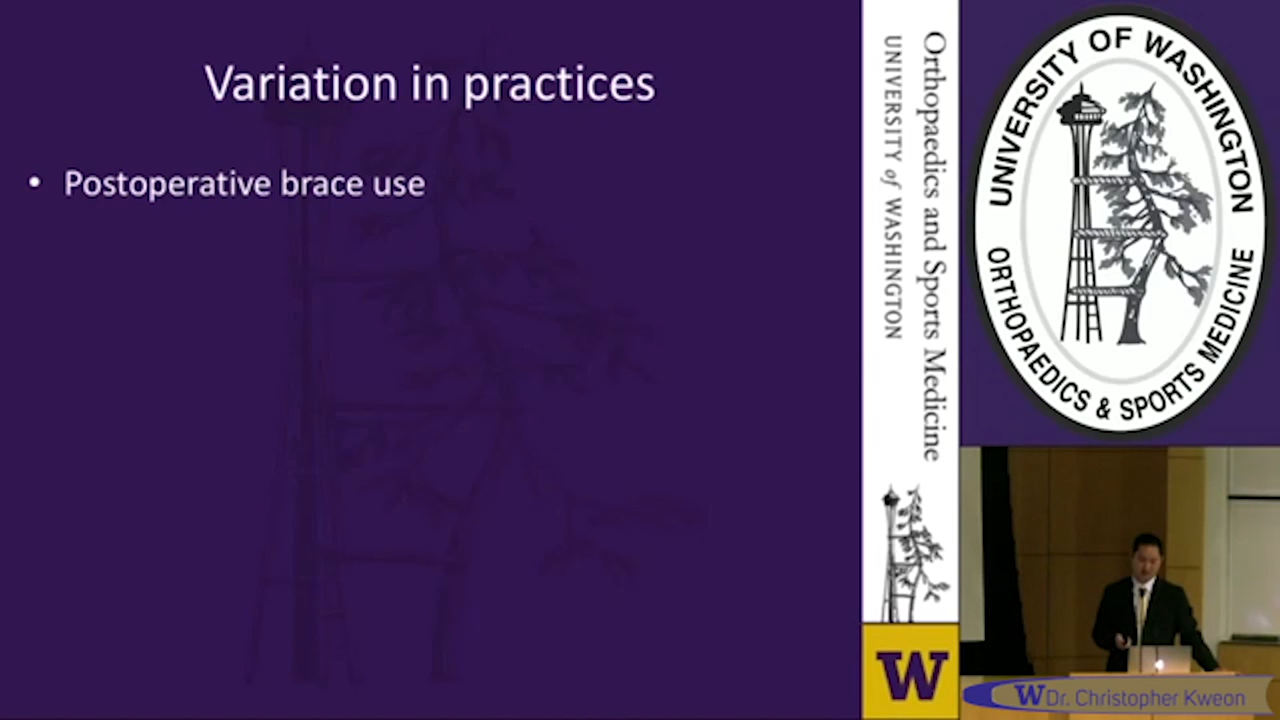 Variation in practices
• Postoperative brace use
Orthopaedics and Sports Medicine
UNIVERSITY of WASHINGTON
W
UNIVERSITY OF WASHINGTON
ORTHOPAEDICS & SPORTS MEDICINE
W Dr. Christopher Kweon